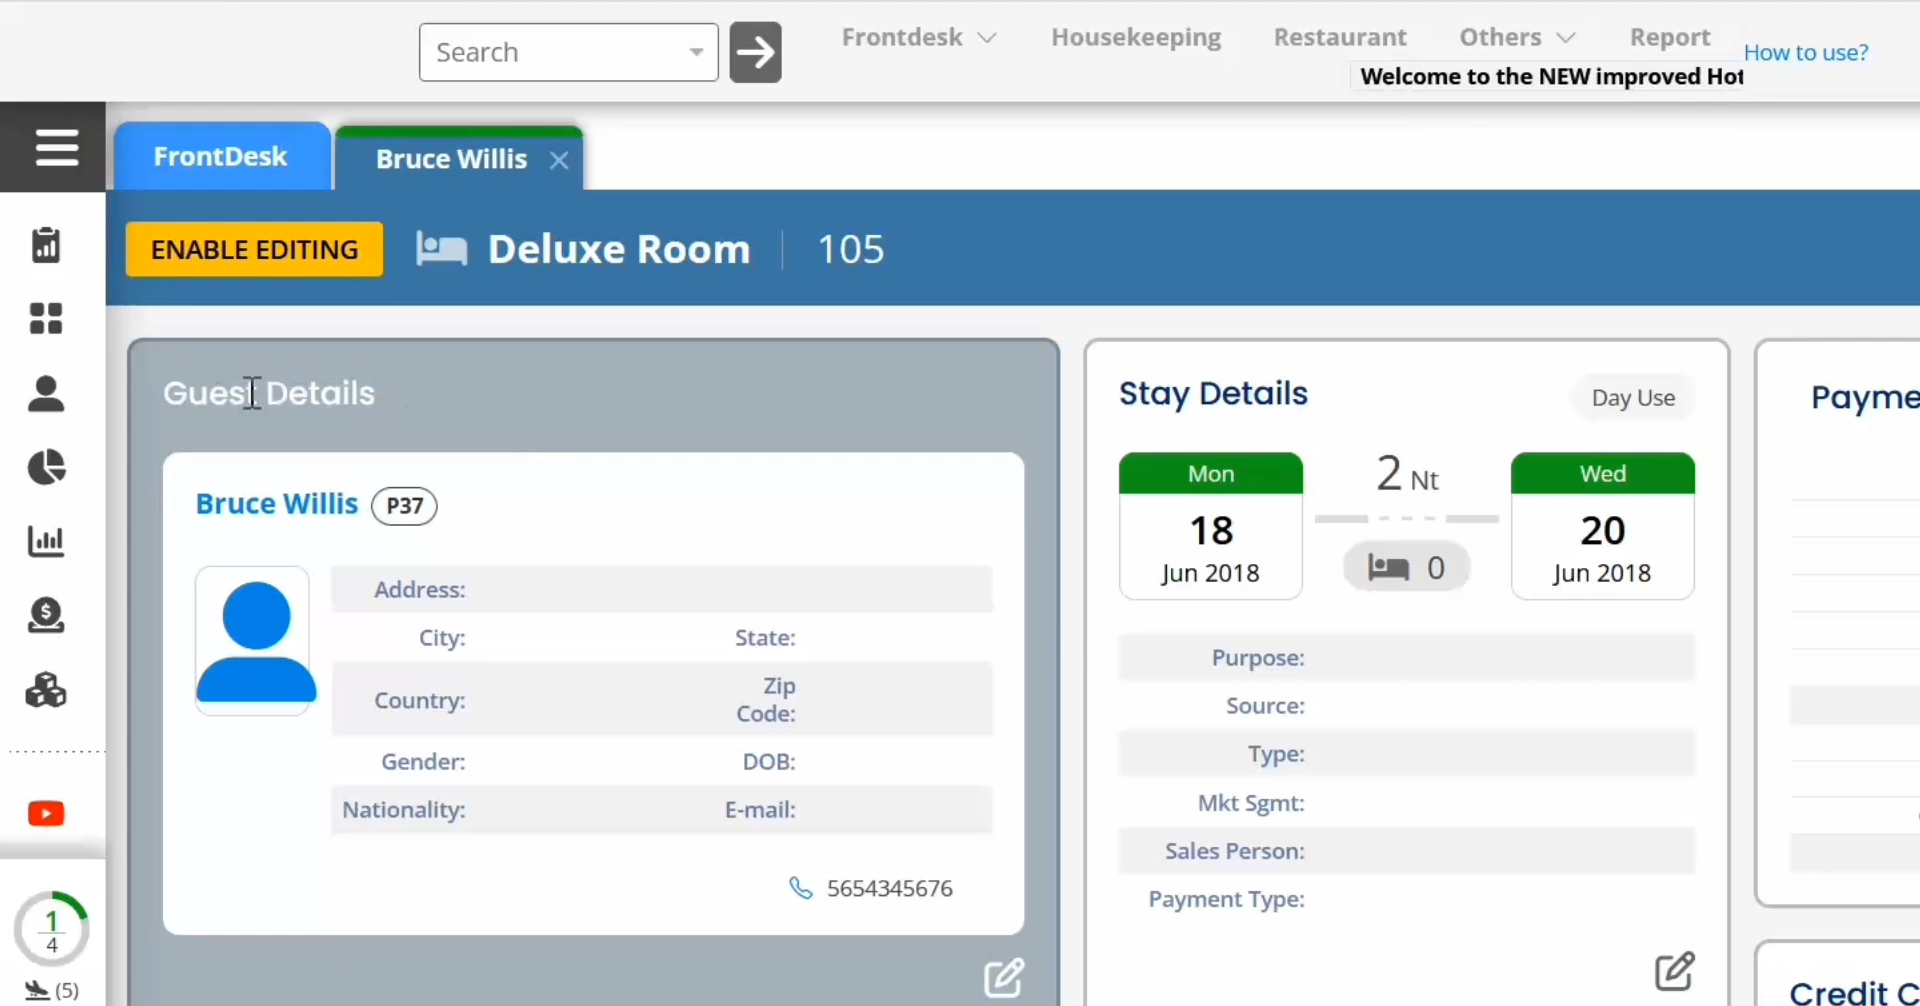 Search
Frontdesk
Housekeeping
Restaurant
Others
Report
How to use?
Welcome to the NEW improved Hot
FrontDesk
Bruce Willis
ENABLE EDITING
Deluxe Room
105
Guest Details
Bruce Willis
P37
Address:
City:
State:
Country:
Zip
Code:
Gender:
DOB:
Nationality:
E-mail:
5654345676
Stay Details
Day Use
Mon
18
Jun 2018
2 Nt
0
Wed
20
Jun 2018
Purpose:
Source:
Type:
Mkt Sgmt:
Sales Person:
Payment Type:
Payme
Credit C
1
4
(5)